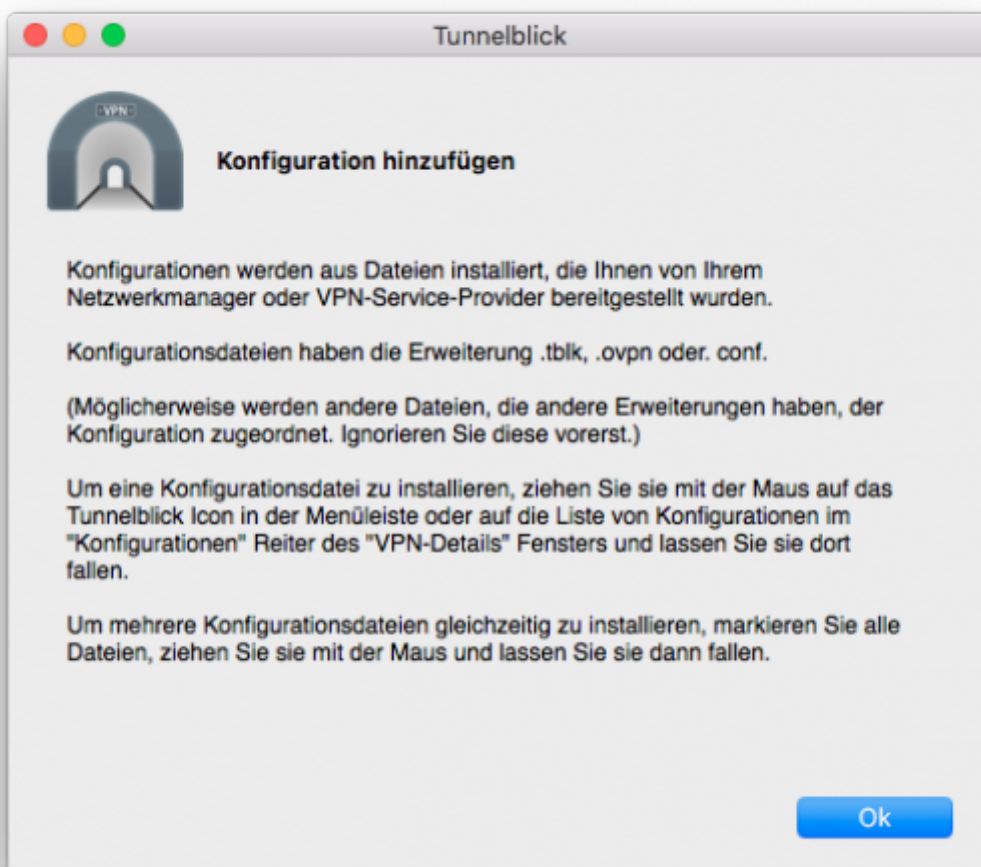 Tunnelblick
VPN
Konfiguration hinzufügen
Konfigurationen werden aus Dateien installiert, die Ihnen von Ihrem
Netzwerkmanager oder VPN-Service-Provider bereitgestellt wurden.
Konfigurationsdateien haben die Erweiterung .tblk, .ovpn oder. conf.
(Möglicherweise werden andere Dateien, die andere Erweiterungen haben, der
Konfiguration zugeordnet. Ignorieren Sie diese vorerst.)
Um eine Konfigurationsdatei zu installieren, ziehen Sie sie mit der Maus auf das
Tunnelblick Icon in der Menüleiste oder auf die Liste von Konfigurationen im
"Konfigurationen" Reiter des "VPN-Details" Fensters und lassen Sie sie dort
fallen.
Um mehrere Konfigurationsdateien gleichzeitig zu installieren, markieren Sie alle
Dateien, ziehen Sie sie mit der Maus und lassen Sie sie dann fallen.
Ok